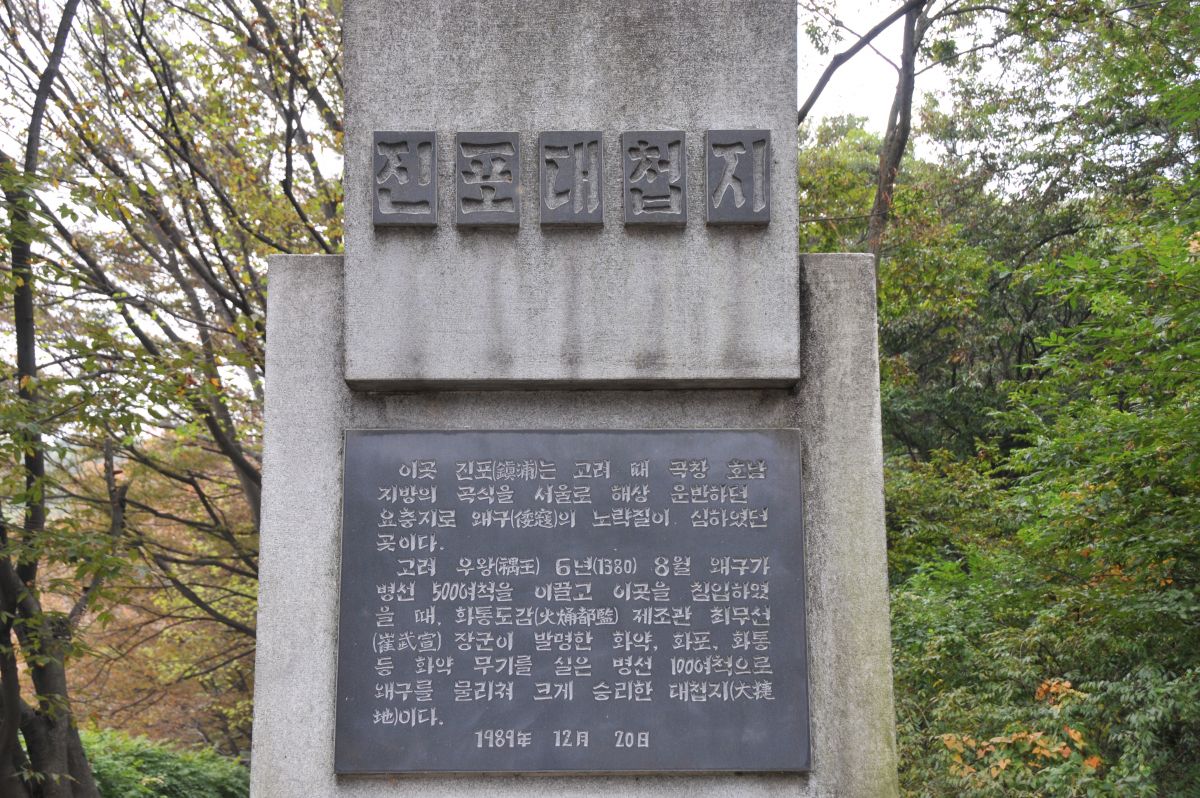 진포대첩지
이곳 진포(鎭浦)는 고려 때 곡창 호남
지방의 곡식을 서울로 해상 운반하던
요충지로 왜구(倭寇)의 노략질이 심하였던
곳이다.
고려 우왕(禑王) 6년(1380) 8월 왜구가
병선 500여척을 이끌고 이곳을 침입하였
을 때, 화통도감(火㷁都監) 제조관 최무선
(崔武宣) 장군이 발명한 화약, 화포, 화통
등 화약 무기를 실은 병선 100여척으로
왜구를 물리쳐 크게 승리한 대첩지(大捷
地)이다.
1989年 12月 20日